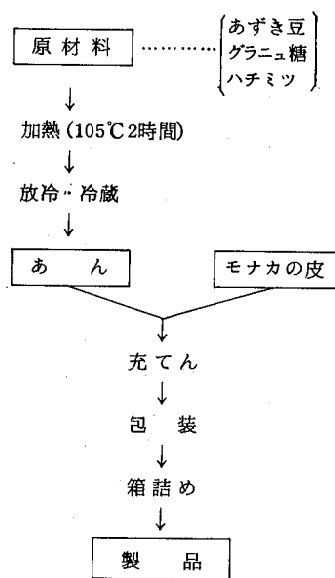 原材料
あずき豆
グラニュ糖
ハチミツ
加熱(105℃2時間)
放冷・冷蔵
あん
モナカの皮
充てん
包装
箱詰め
製品